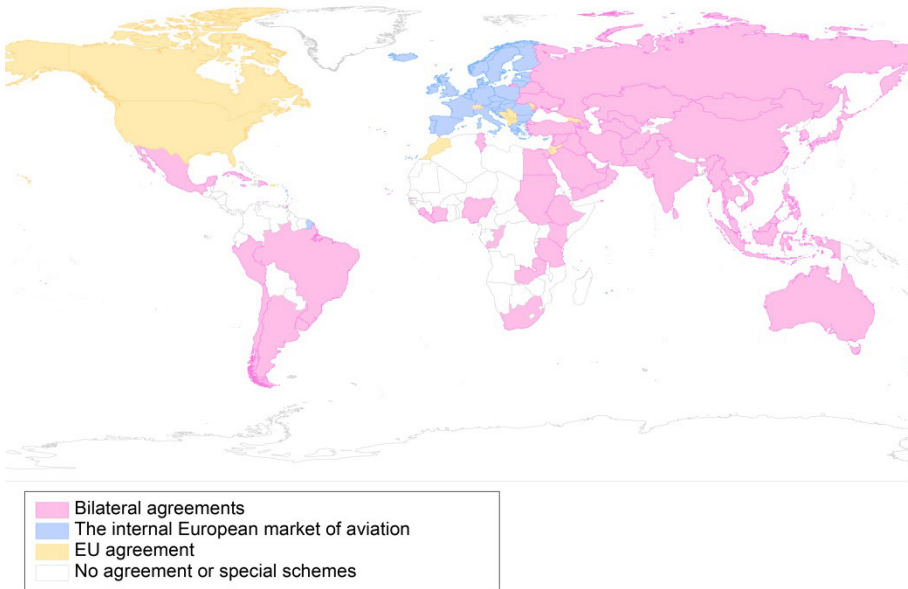 Bilateral agreements
The internal European market of aviation
EU agreement
No agreement or special schemes